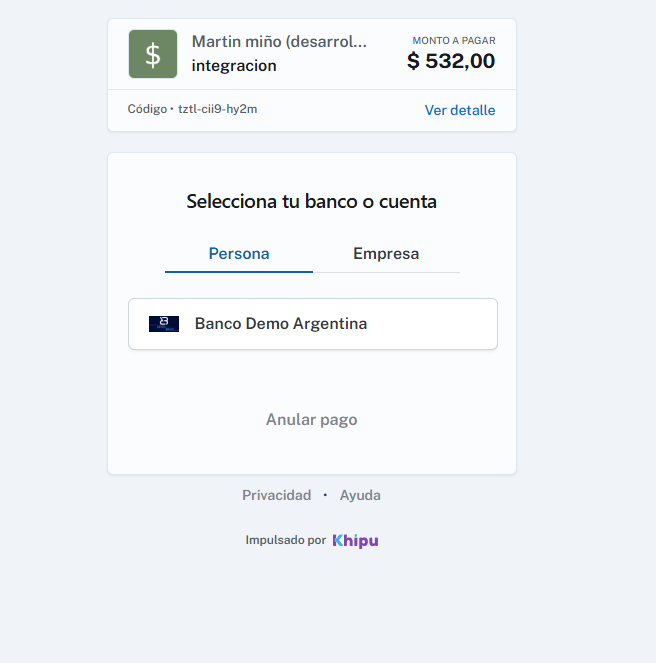 $
Martin miño (desarrol...
integracion
MONTO A PAGAR
$ 532,00
Código • tztl-cii9-hy2m
Ver detalle
Selecciona tu banco o cuenta
Persona
Empresa
Banco Demo Argentina
Anular pago
Privacidad • Ayuda
Impulsado por Khipu